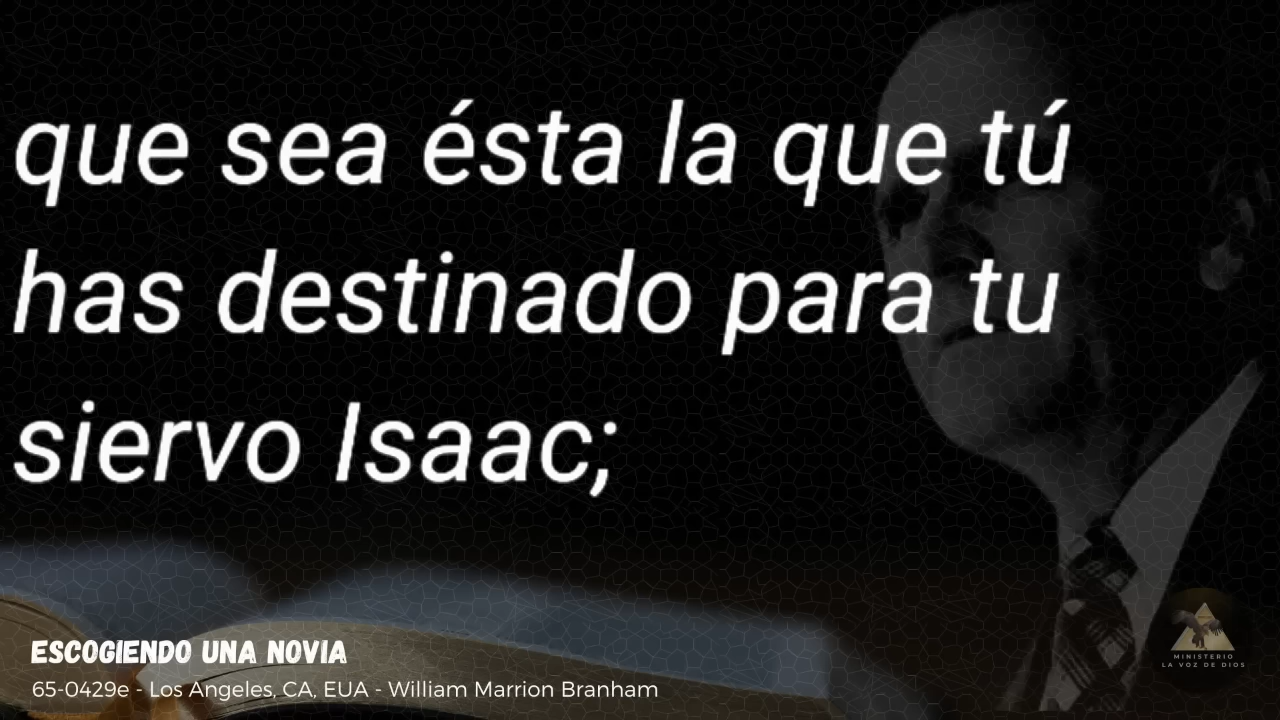 que sea ésta la que tú
has destinado para tu
siervo Isaac;
ESCOGIENDO UNA NOVIA
65-0429e - Los Angeles, CA, EUA - William Marrion Branham
MINISTERIO
LA VOZ DE DIOS